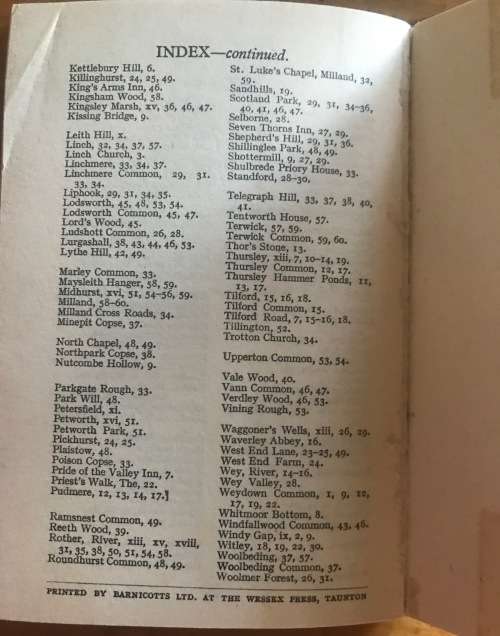 INDEX—continued.
Kettlebury Hill, 6.
Killinghurst, 24, 25, 49.
King's Arms Inn, 46.
Kingsham Wood, 58.
Kingsley Marsh, xv, 36, 46, 47.
Kissing Bridge, 9.
Leith Hill, x.
Linch, 32, 34, 37, 57.
Linch Church, 3.
Linchmere, 33, 34, 37.
Linchmere Common, 29, 31.
33, 34.
Liphook, 29, 31, 34, 35.
Lodsworth, 45, 48, 53, 54.
Lodsworth Common, 45, 47.
Lord's Wood, 45.
Ludshott Common, 26, 28.
Lurgashall, 38, 43, 44, 46, 53.
Lythe Hill, 42, 49.
Marley Common, 33.
Maysleith Hanger, 58, 59.
Midhurst, xvi, 51, 54–56, 59.
Milland, 58–60.
Milland Cross Roads, 34.
Minepit Copse, 37.
North Chapel, 48, 49.
Northpark Copse, 38.
Nutcombe Hollow, 9.
Parkgate Rough, 33.
Park Will, 48.
Petersfield, xi.
Petworth, xvi, 51.
Petworth Park, 51.
Pickhurst, 24, 25.
Plaistow, 48.
Poison Copse, 33.
Pride of the Valley Inn, 7.
Priest's Walk, The, 22.
Pudmere, 12, 13, 14, 17.¶
Ramsnest Common, 49.
Reeth Wood, 39.
Rother, River, xiii, xv, xviii,
31, 35, 38, 50, 51, 54, 58.
Roundhurst Common, 48, 49.
St. Luke's Chapel, Milland, 32,
59.
Sandhills, 19.
Scotland Park, 29, 31, 34–36,
40, 41, 46, 47.
Selborne, 28.
Seven Thorns Inn, 27, 29.
Shepherd's Hill, 29, 31, 36.
Shillinglee Park, 48, 49.
Shottermill, 9, 27, 29.
Shulbrede Priory House, 33.
Standford, 28–30.
Telegraph Hill, 33, 37, 38, 40,
41.
Tentworth House, 57.
Terwick, 57, 59.
Terwick Common, 59, 60.
Thor's Stone, 13.
Thursley, xiii, 7, 10–14, 19.
Thursley Common, 12, 17.
Thursley Hammer Ponds, 11,
13, 17.
Tilford, 15, 16, 18.
Tilford Common, 15.
Tilford Road, 7, 15–16, 18.
Tillington, 52.
Trotton Church, 34.
Upperton Common, 53, 54.
Vale Wood, 40.
Vann Common, 46, 47.
Verdley Wood, 46, 53.
Vining Rough, 53.
Waggoner's Wells, xiii, 26, 29.
Waverley Abbey, 16.
West End Lane, 23–25, 49.
West End Farm, 24.
Wey, River, 14–16.
Wey Valley, 28.
Weydown Common, 1, 9, 12,
17, 19, 22.
Whitmoor Bottom, 8.
Windfallwood Common, 43, 46.
Windy Gap, ix, 2, 9.
Witley, 18, 19, 22, 30.
Woolbeding, 37, 57.
Woolbeding Common, 37.
Woolmer Forest, 26, 31.
PRINTED BY BARNICOTTS LTD. AT THE WESSEX PRESS, TAUNTON